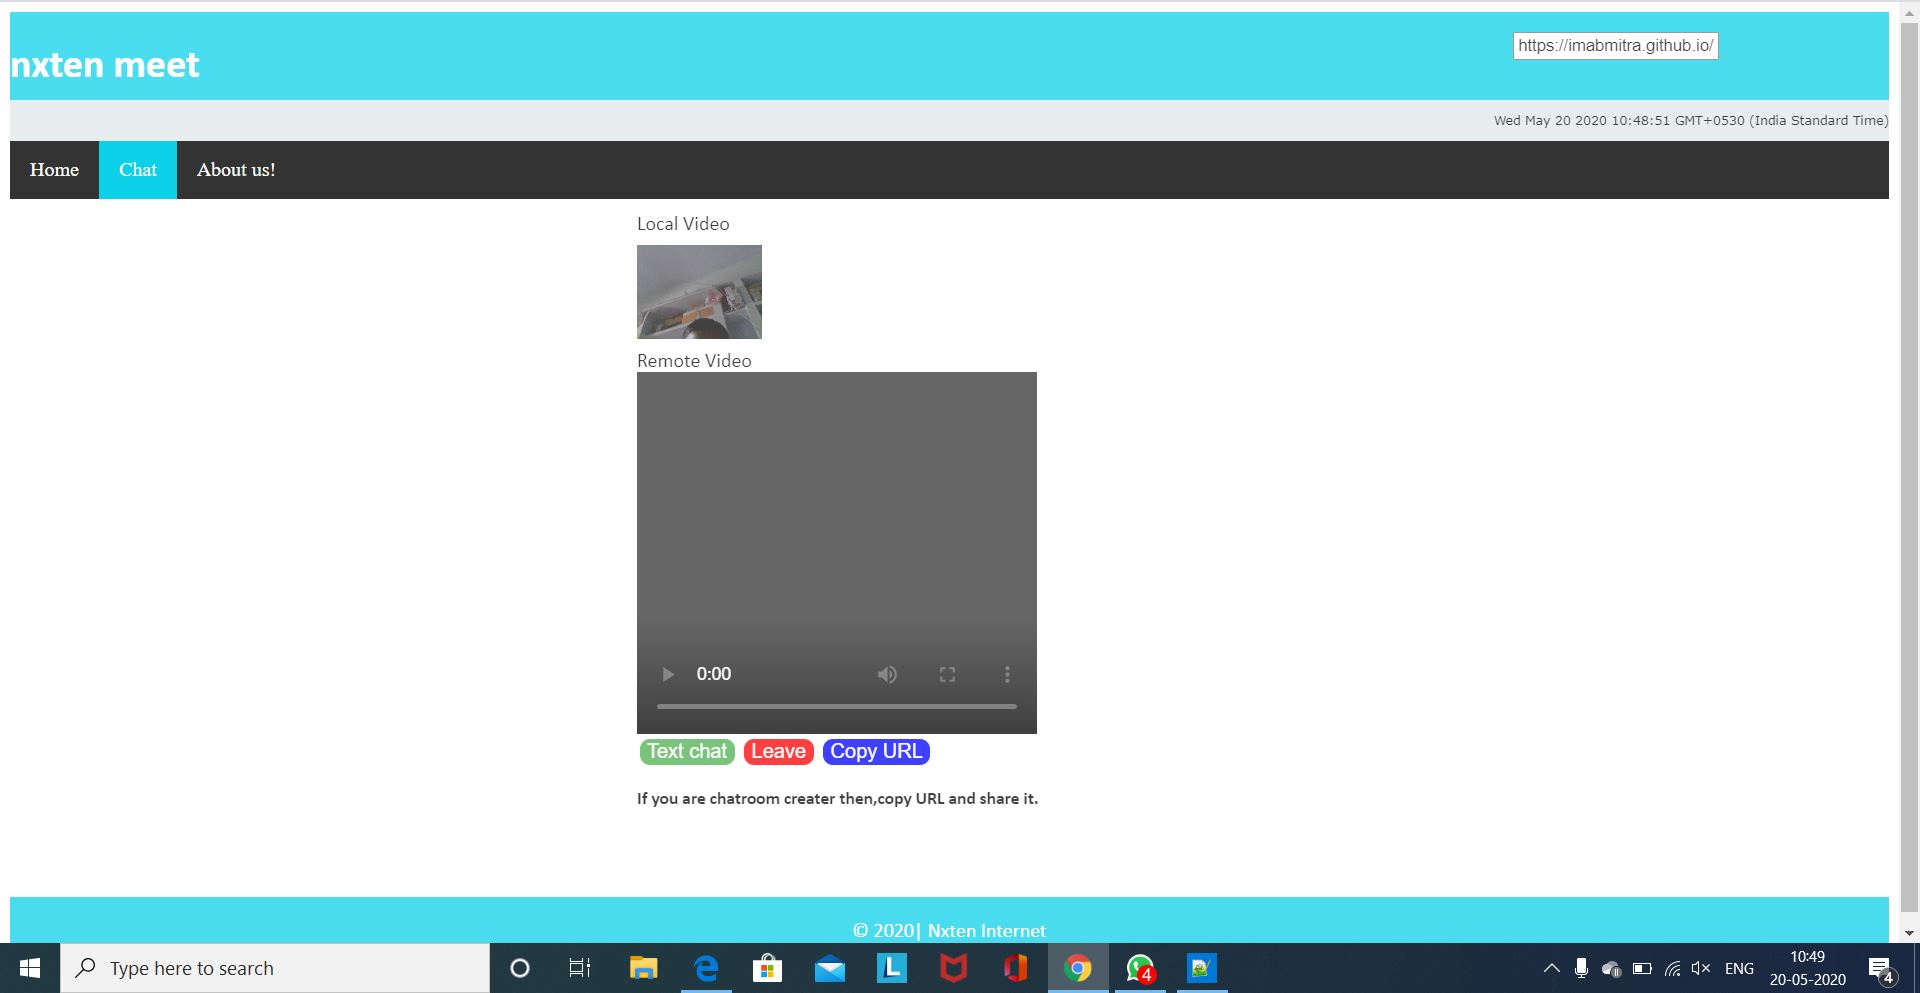 nxten meet
https://imabmitra.github.io/
Wed May 20 2020 10:48:51 GMT+0530 (India Standard Time)
Home Chat About us!
Local Video
Remote Video
0:00
Text chat Leave Copy URL
If you are chatroom creater then,copy URL and share it.
© 2020| Nxten Internet
Type here to search
L
4
ENG
10:49
20-05-2020
4